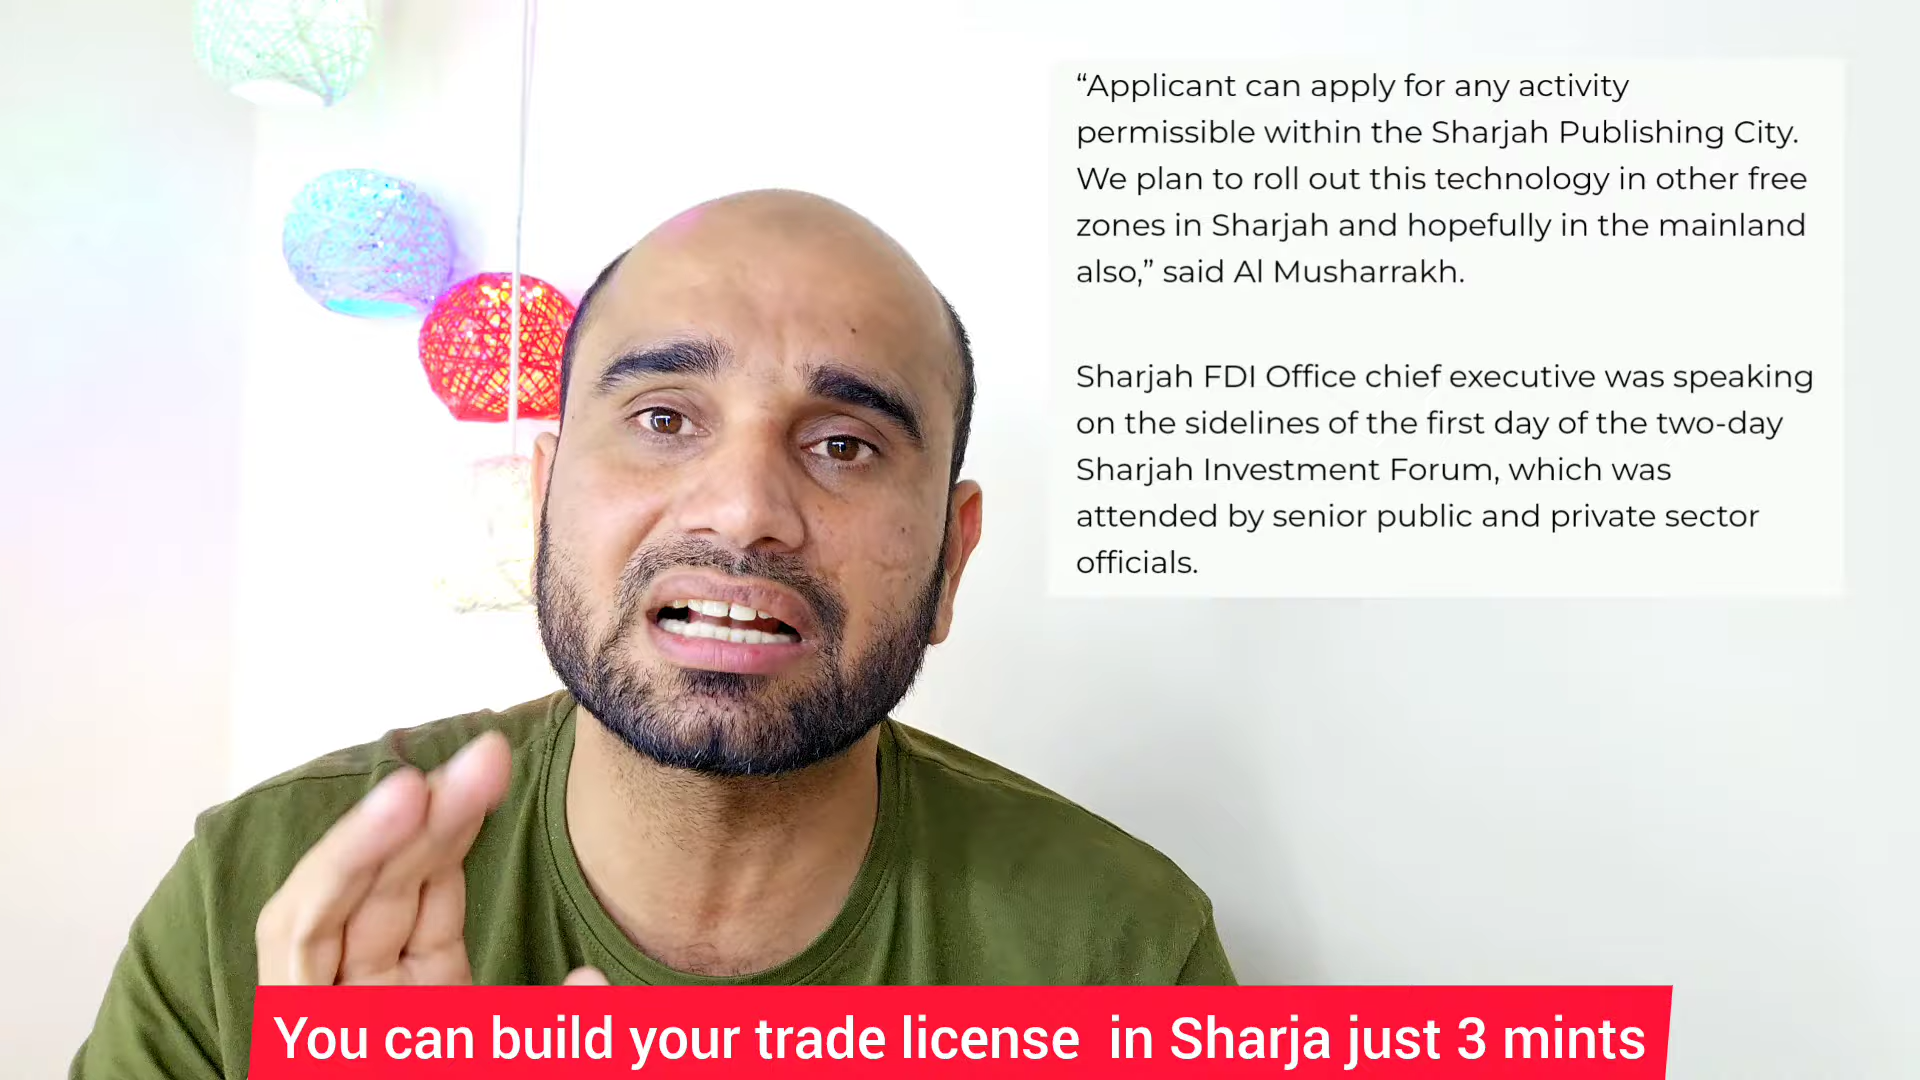 “Applicant can apply for any activity
permissible within the Sharjah Publishing City.
We plan to roll out this technology in other free
zones in Sharjah and hopefully in the mainland
also,” said Al Musharrakh.
Sharjah FDI Office chief executive was speaking
on the sidelines of the first day of the two-day
Sharjah Investment Forum, which was
attended by senior public and private sector
officials.
You can build your trade license in Sharja just 3 mints